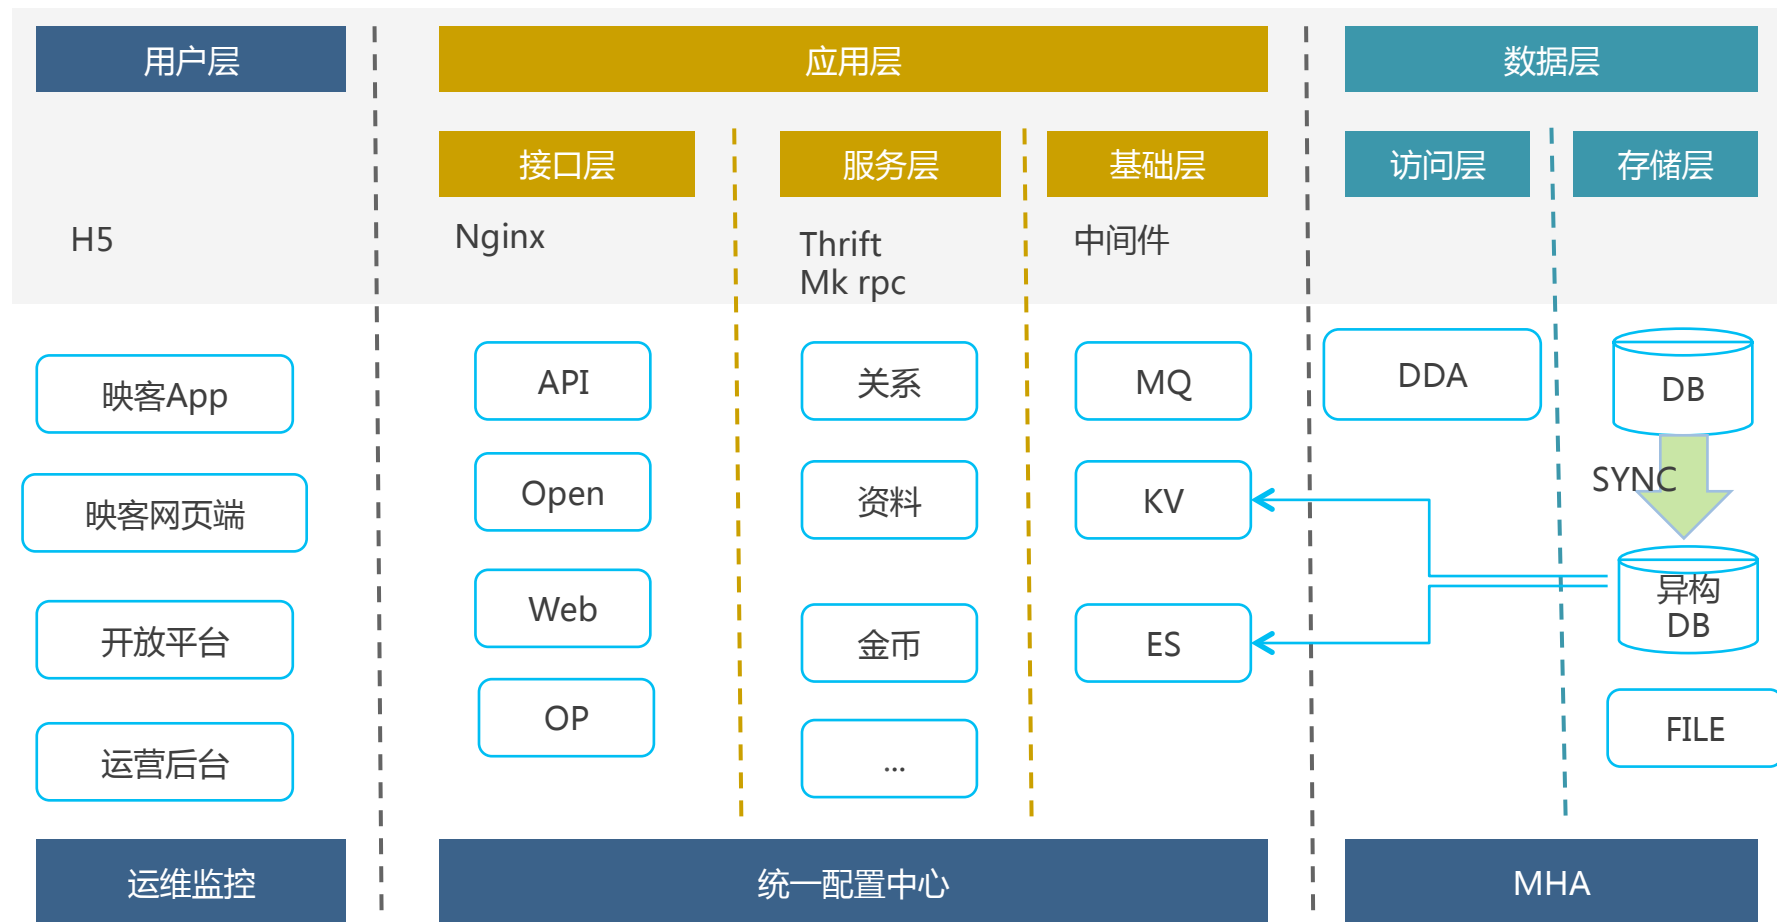 用户层
应用层
数据层
接口层
服务层
基础层
访问层
存储层
H5
Nginx
Thrift
Mk rpc
中间件
映客App
映客网页端
开放平台
运营后台
API
Open
Web
OP
关系
资料
金币
...
MQ
KV
ES
DDA
DB
SYNC
异构
DB
FILE
运维监控
统一配置中心
MHA